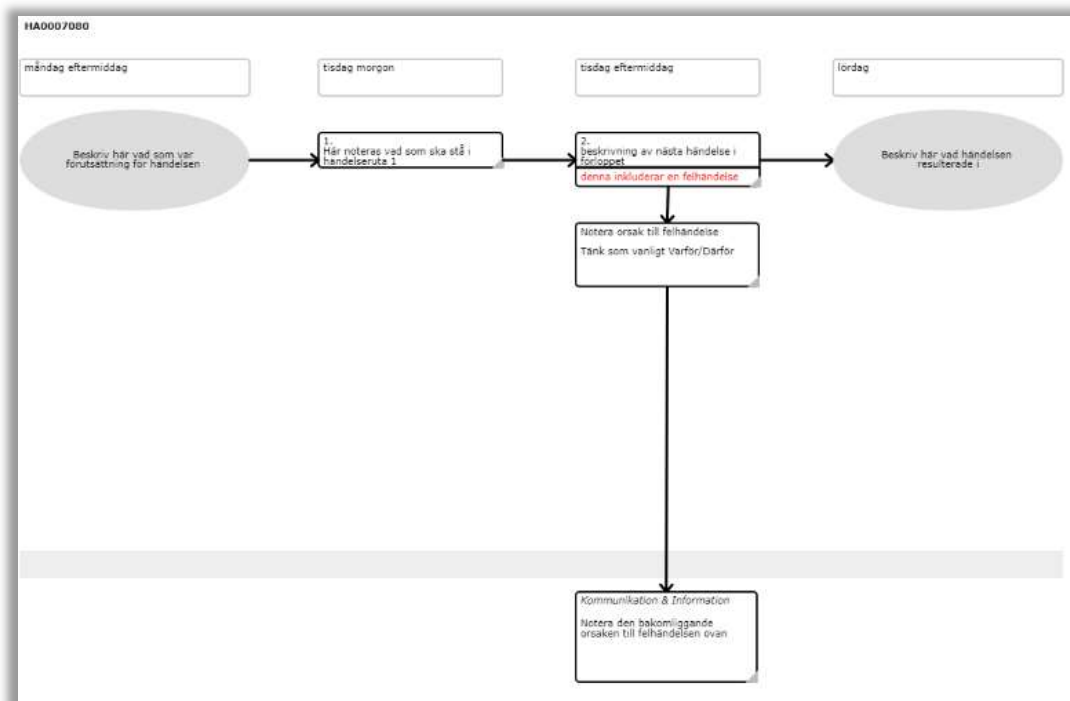 HA0007080
måndag eftermiddag
tisdag morgon
tisdag eftermiddag
lördag
Beskriv här vad som var
förutsättning för händelsen
1.
Här noteras vad som ska stå i
händelseruta 1
2.
beskrivning av nästa händelse i
förloppet
denna inkluderar en felhändelse
Beskriv här vad händelsen
resulterade i
Notera orsak till felhändelse
Tänk som vanligt Varför/Därför
Kommunikation & Information
Notera den bakomliggande
orsaken till felhändelsen ovan